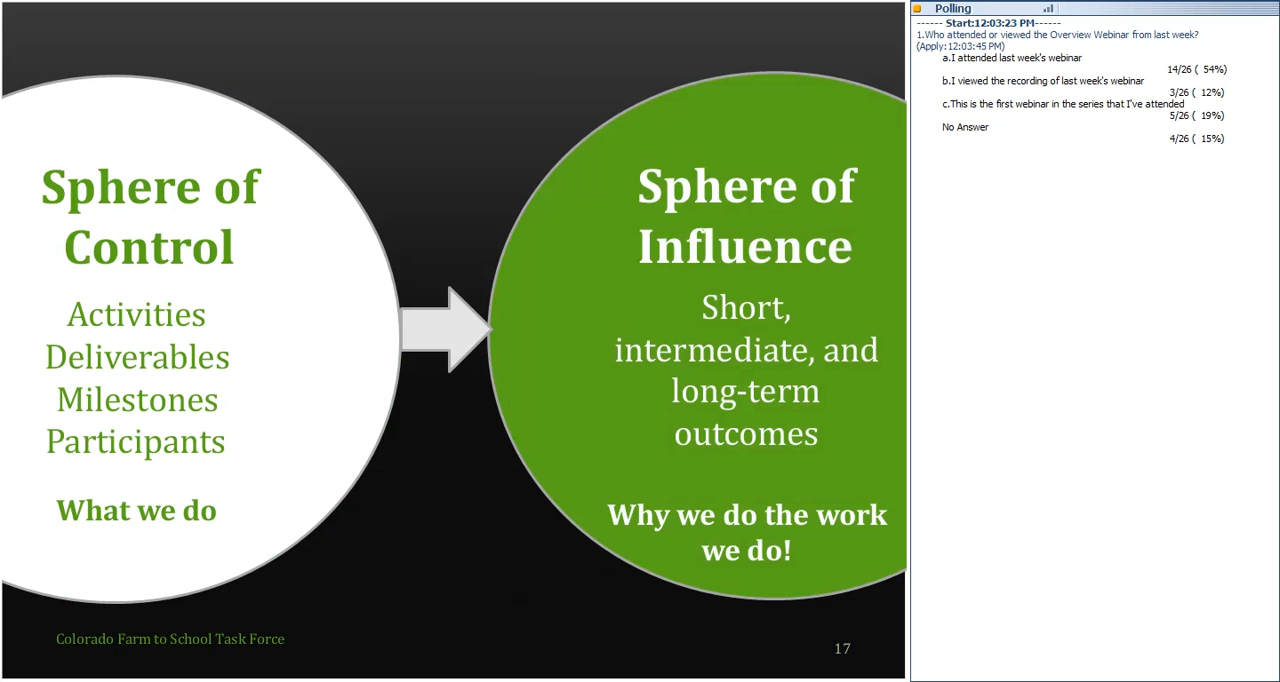 Sphere of
Control
Activities
Deliverables
Milestones
Participants
What we do
Sphere of
Influence
Short,
intermediate, and
long-term
outcomes
Why we do the work
we do!
Colorado Farm to School Task Force
17
Polling
------ Start:12:03:23 PM------
1.Who attended or viewed the Overview Webinar from last week?
(Apply:12:03:45 PM)
a.I attended last week's webinar
14/26 ( 54%)
b.I viewed the recording of last week's webinar
3/26 ( 12%)
c.This is the first webinar in the series that I've attended
5/26 ( 19%)
No Answer
4/26 ( 15%)